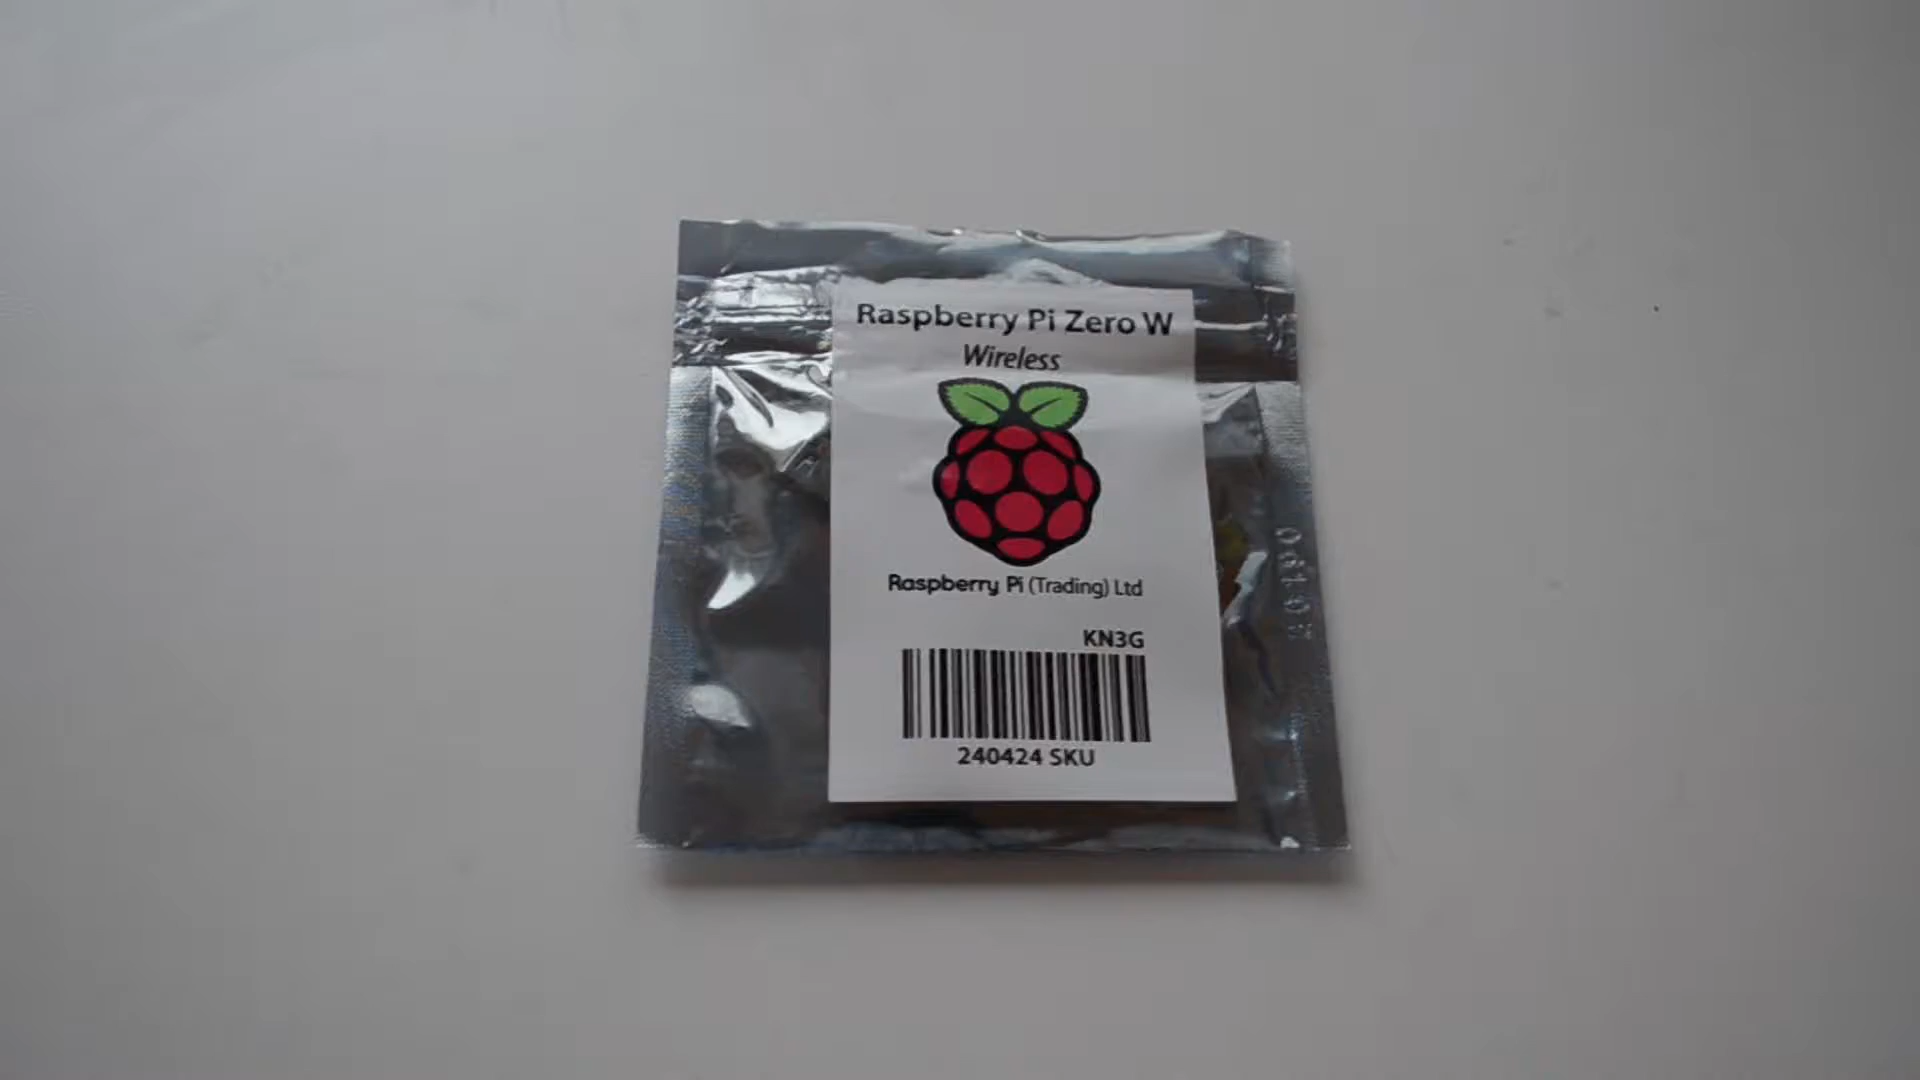 Raspberry Pi Zero W
Wireless
Raspberry Pi (Trading) Ltd
KN3G
240424 SKU